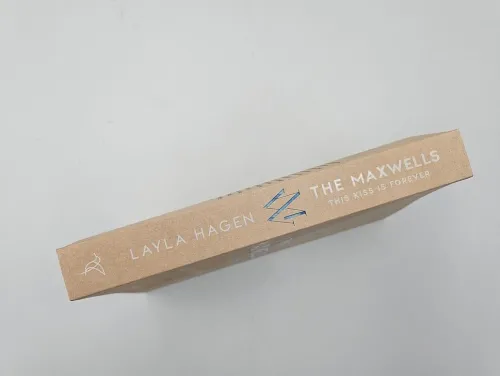 LAYLA HAGEN
THE MAXWELLS
THIS KISS IS FOREVER